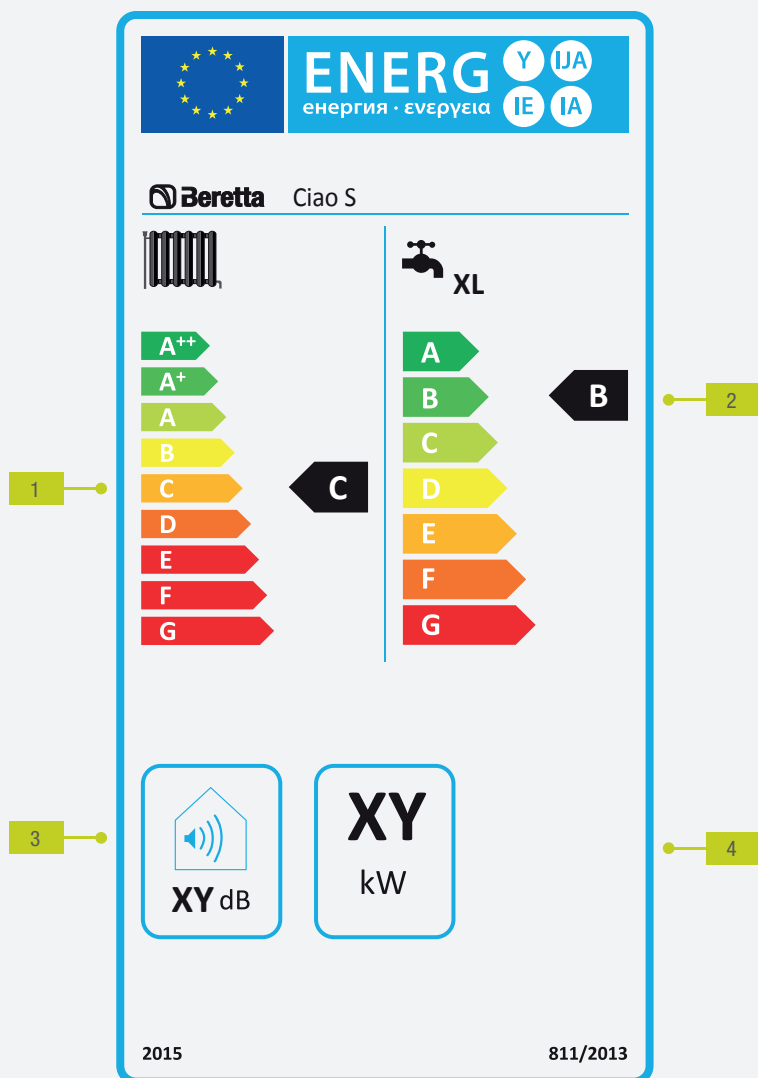 ENERG Y IJA
енергия · ενεργεια IE IA
Beretta Ciao S
XL
A++
A+
A
B
C
D
E
F
G
C
A
B
C
D
E
F
G
B
1
2
3
4
XY dB
XY
kW
2015
811/2013